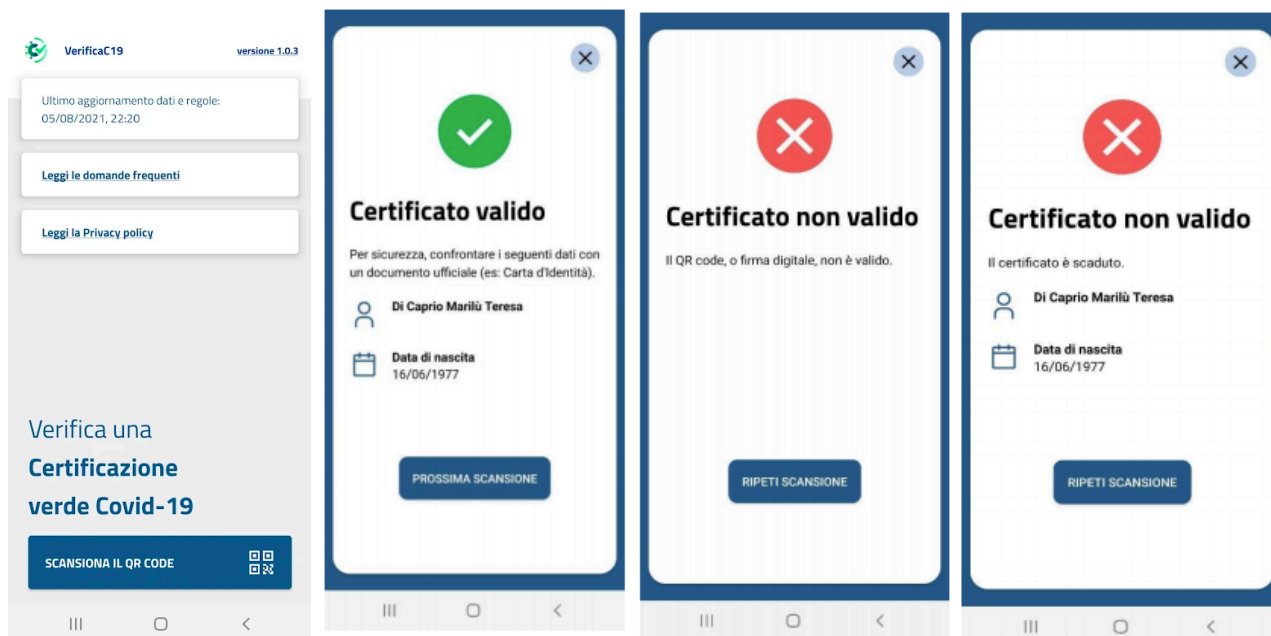 VerificaC19
versione 1.0.3
Ultimo aggiornamento dati e regole:
05/08/2021, 22:20
Leggi le domande frequenti
Leggi la Privacy policy
Verifica una
Certificazione
verde Covid-19
SCANSIONA IL QR CODE
Certificato valido
Per sicurezza, confrontare i seguenti dati con
un documento ufficiale (es: Carta d'Identità).
Di Caprio Marilù Teresa
Data di nascita
16/06/1977
PROSSIMA SCANSIONE
Certificato non valido
Il QR code, o firma digitale, non è valido.
RIPETI SCANSIONE
Certificato non valido
Il certificato è scaduto.
Di Caprio Marilù Teresa
Data di nascita
16/06/1977
RIPETI SCANSIONE